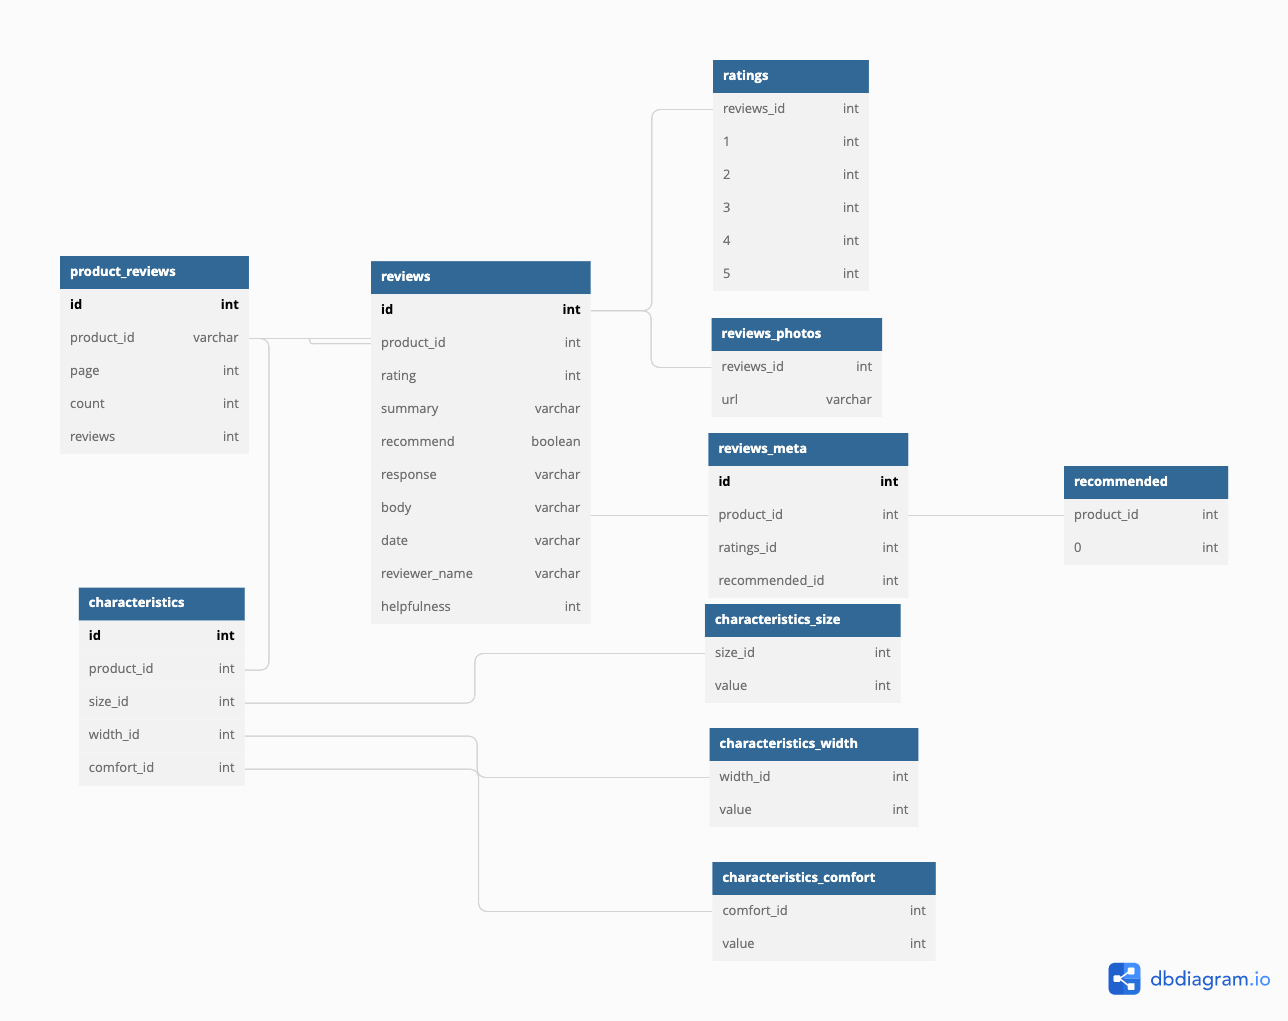 ratings
reviews_id int
1 int
2 int
3 int
4 int
5 int
product_reviews
id int
product_id varchar
page int
count int
reviews int
reviews
id int
product_id int
rating int
summary varchar
recommend boolean
response varchar
body varchar
date varchar
reviewer_name varchar
helpfulness int
reviews_photos
reviews_id int
url varchar
reviews_meta
id int
product_id int
ratings_id int
recommended_id int
recommended
product_id int
0 int
characteristics
id int
product_id int
size_id int
width_id int
comfort_id int
characteristics_size
size_id int
value int
characteristics_width
width_id int
value int
characteristics_comfort
comfort_id int
value int
dbdiagram.io